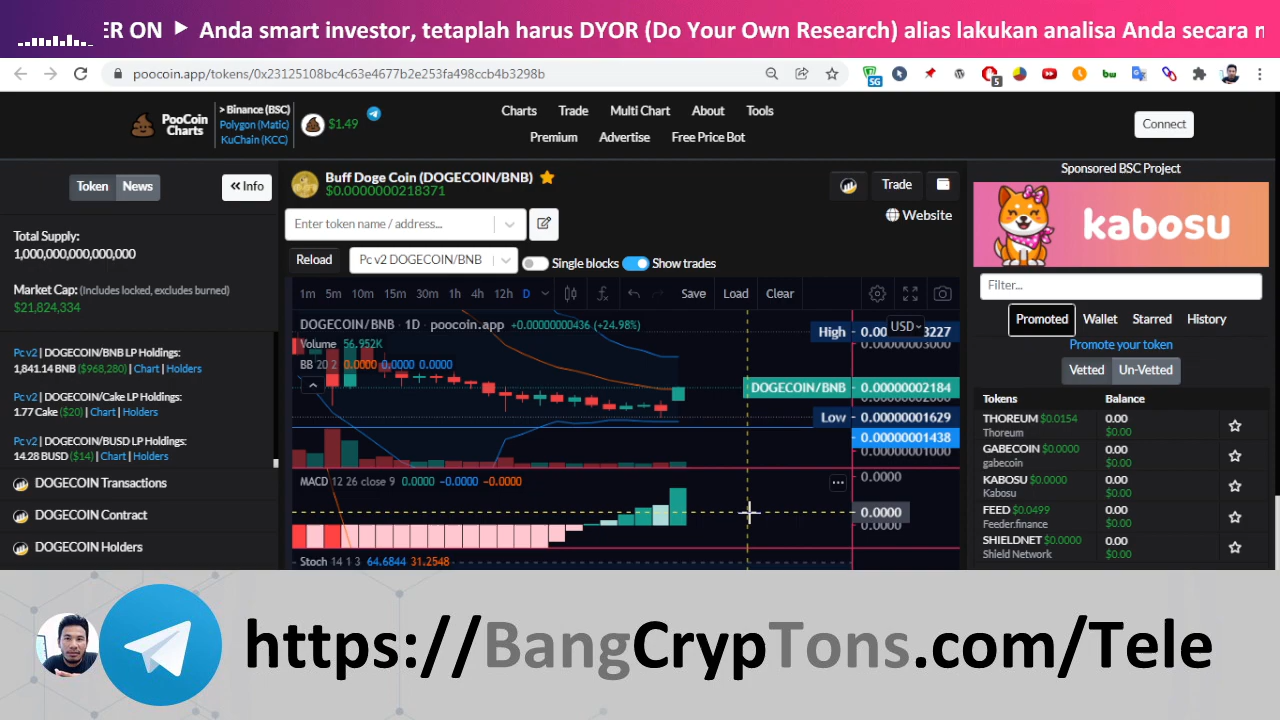 ER ON ▶ Anda smart investor, tetaplah harus DYOR (Do Your Own Research) alias lakukan analisa Anda secara
poocoin.app/tokens/0x23125108bc4c63e4677b2e253fa498ccb4b3298b
SG
5
bw
PooCoin
Charts
> Binance (BSC)
Polygon (Matic)
KuChain (KCC)
$1.49
Charts Trade Multi Chart About Tools
Premium Advertise Free Price Bot
Connect
Token News
Info
Total Supply:
1,000,000,000,000,000
Market Cap: (Includes locked, excludes burned)
$21,824,334
Pc v2 | DOGECOIN/BNB LP Holdings:
1,841.14 BNB ($968,280) | Chart | Holders
Pc v2 | DOGECOIN/Cake LP Holdings:
1.77 Cake ($20) | Chart | Holders
Pc v2 | DOGECOIN/BUSD LP Holdings:
14.28 BUSD ($14) | Chart | Holders
DOGECOIN Transactions
DOGECOIN Contract
DOGECOIN Holders
Buff Doge Coin (DOGECOIN/BNB)
$0.0000000218371
Trade
Website
Enter token name / address...
Reload
Pc v2 DOGECOIN/BNB
Single blocks
Show trades
1m 5m 10m 15m 30m 1h 4h 12h D
Save Load Clear
DOGECOIN/BNB · 1D · poocoin.app +0.00000000436 (+24.98%)
Volume 56.952K
BB 20 2 0.0000 0.0000 0.0000
USD
High
0.00000003000
DOGECOIN/BNB 0.00000002184
Low 0.00000001629
0.00000001438
0.00000001000
MACD 12 26 close 9 0.0000 −0.0000 −0.0000
0.0000
0.0000
0.0000
Stoch 14 1 3 64.6844 31.2548
Sponsored BSC Project
kabosu
Filter...
Promoted Wallet Starred History
Promote your token
Vetted Un-Vetted
Tokens Balance
THOREUM $0.0154 0.00
Thoreum $0.00
GABECOIN $0.0000 0.00
gabecoin $0.00
KABOSU $0.0000 0.00
Kabosu $0.00
FEED $0.0499 0.00
Feeder.finance $0.00
SHIELDNET $0.0000 0.00
Shield Network $0.00
https://BangCrypTons.com/Tele